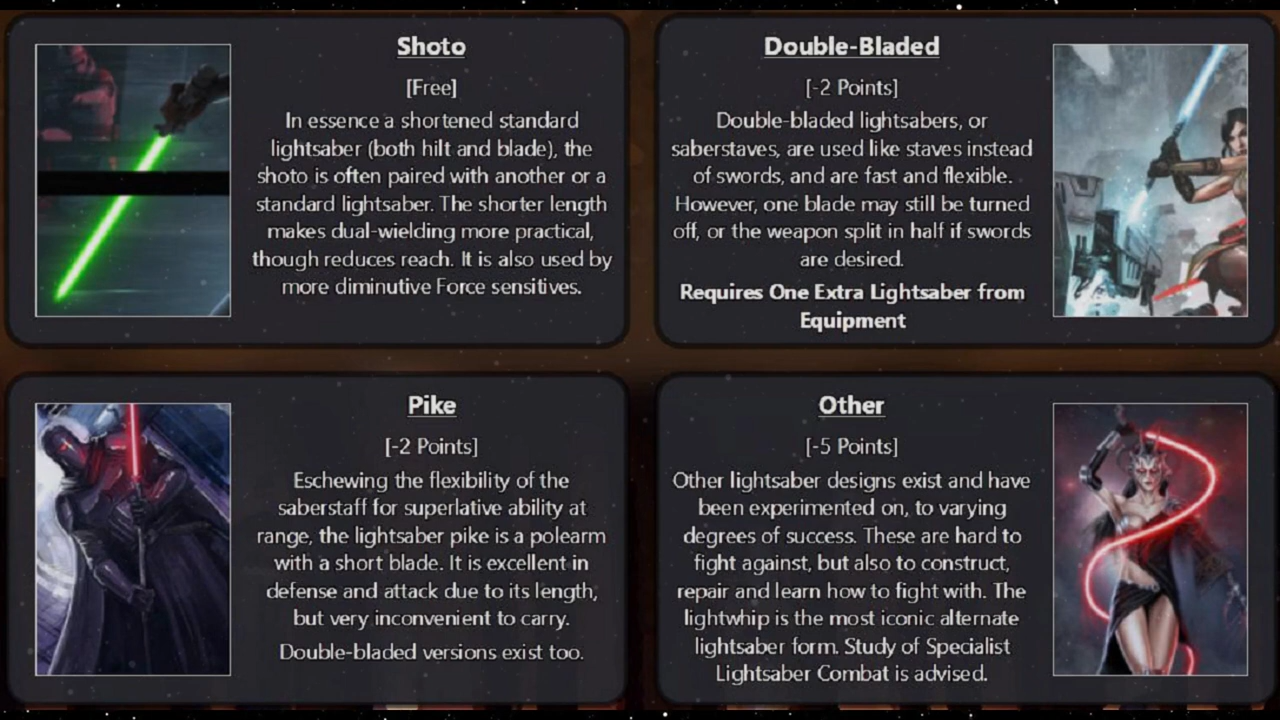 Shoto
[Free]
In essence a shortened standard
lightsaber (both hilt and blade), the
shoto is often paired with another or a
standard lightsaber. The shorter length
makes dual-wielding more practical,
though reduces reach. It is also used by
more diminutive Force sensitives.
Double-Bladed
[-2 Points]
Double-bladed lightsabers, or
saberstaves, are used like staves instead
of swords, and are fast and flexible.
However, one blade may still be turned
off, or the weapon split in half if swords
are desired.
Requires One Extra Lightsaber from
Equipment
Pike
[-2 Points]
Eschewing the flexibility of the
saberstaff for superlative ability at
range, the lightsaber pike is a polearm
with a short blade. It is excellent in
defense and attack due to its length,
but very inconvenient to carry.
Double-bladed versions exist too.
Other
[-5 Points]
Other lightsaber designs exist and have
been experimented on, to varying
degrees of success. These are hard to
fight against, but also to construct,
repair and learn how to fight with. The
lightwhip is the most iconic alternate
lightsaber form. Study of Specialist
Lightsaber Combat is advised.